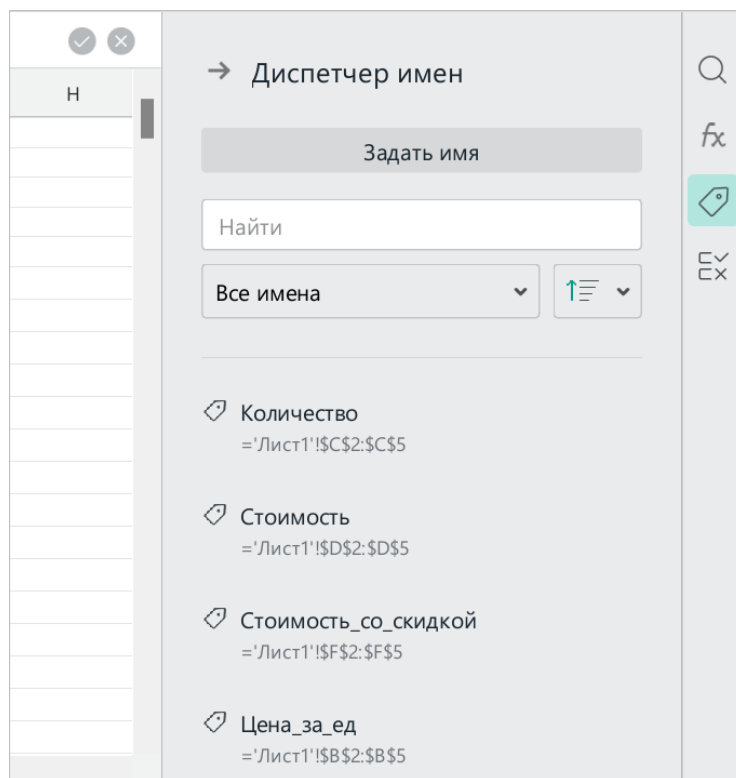 H
Диспетчер имен
Задать имя
Найти
Все имена
fx
Количество
='Лист1'!$C$2:$C$5
Стоимость
='Лист1'!$D$2:$D$5
Стоимость_со_скидкой
='Лист1'!$F$2:$F$5
Цена_за_ед
='Лист1'!$B$2:$B$5